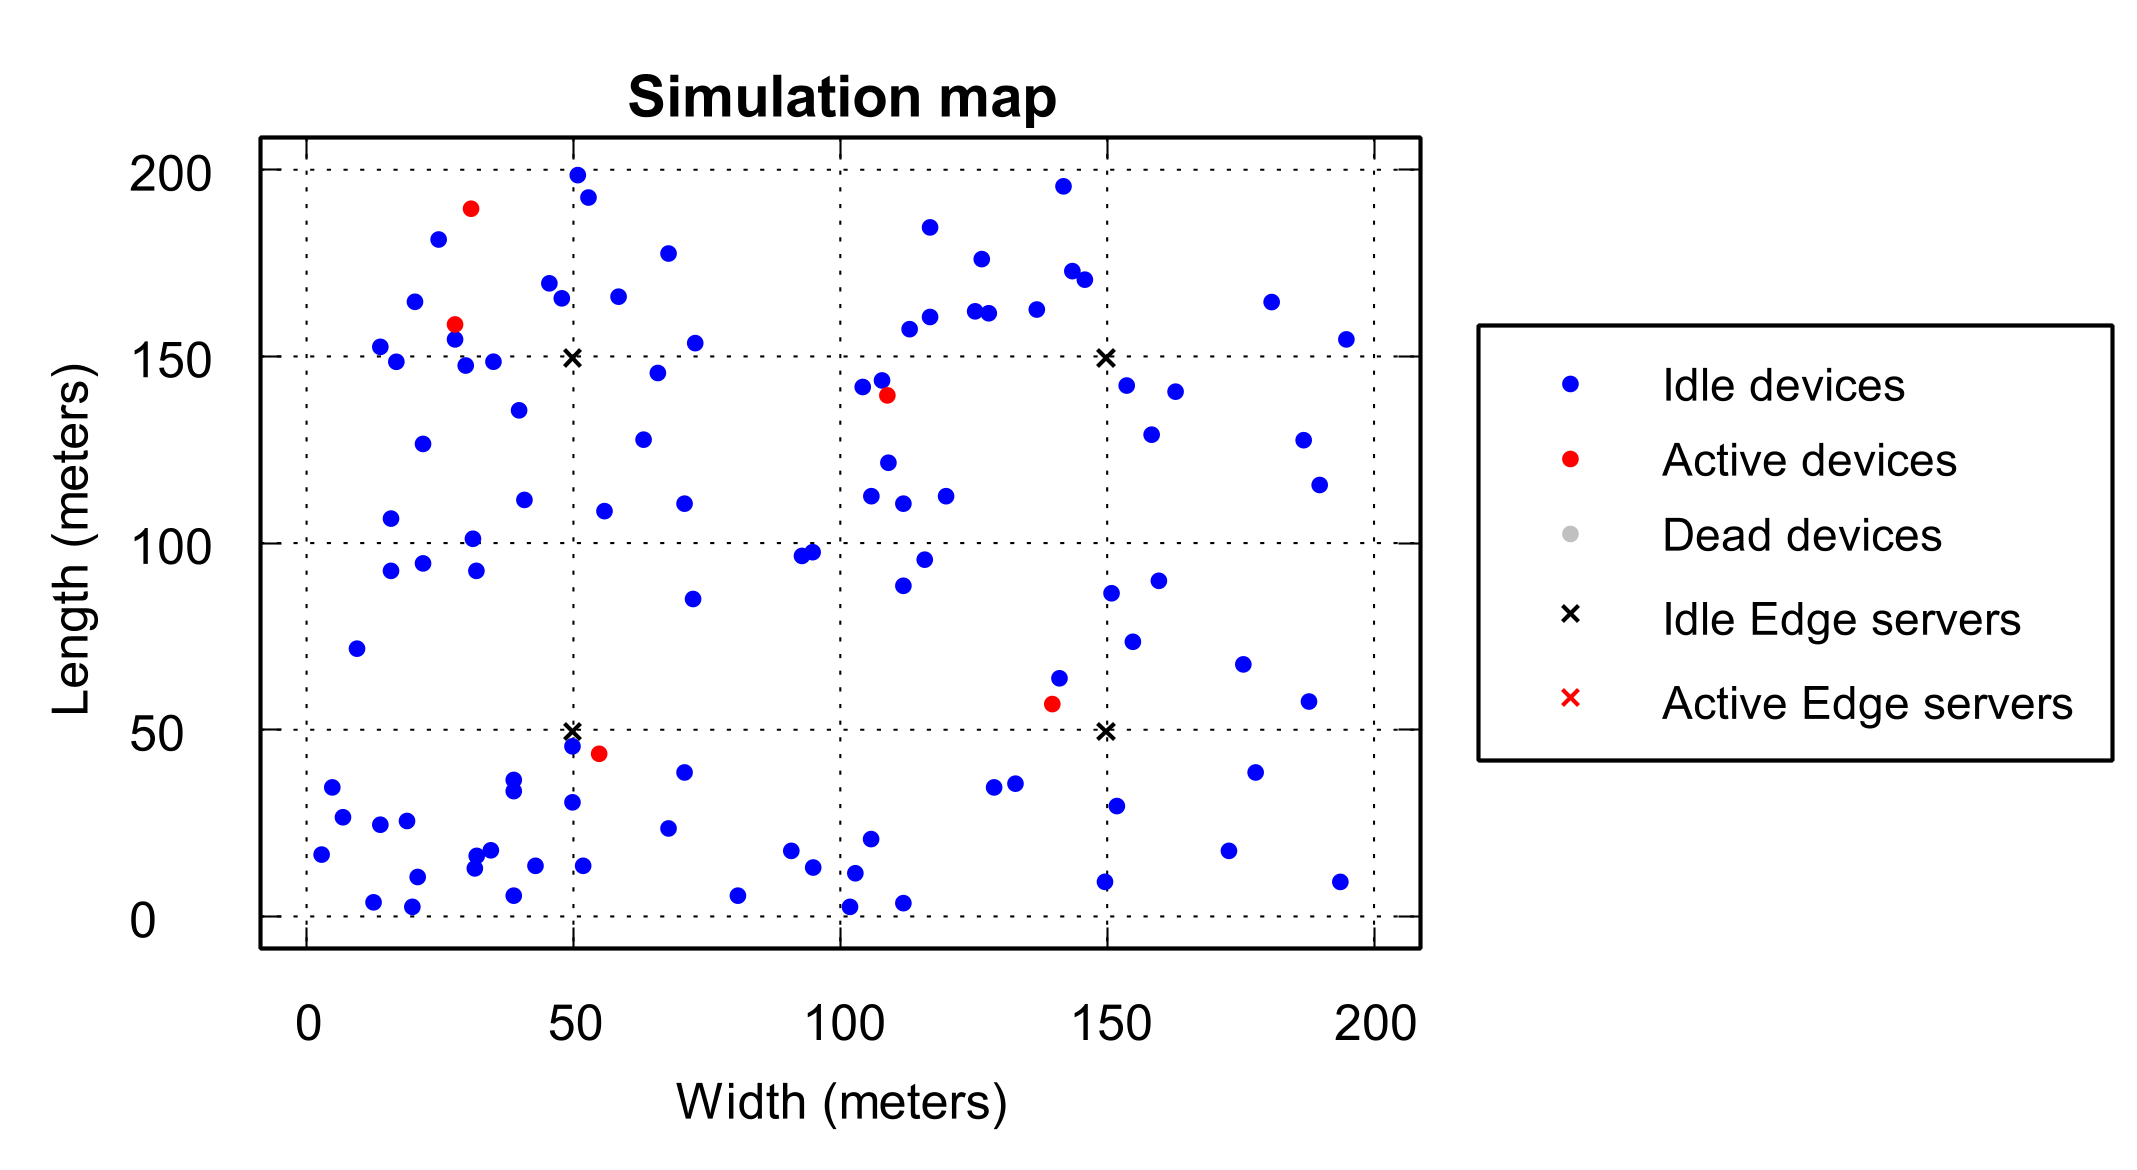 Simulation map
200
150
100
50
0
Length (meters)
0 50 100 150 200
Width (meters)
Idle devices
Active devices
Dead devices
Idle Edge servers
Active Edge servers